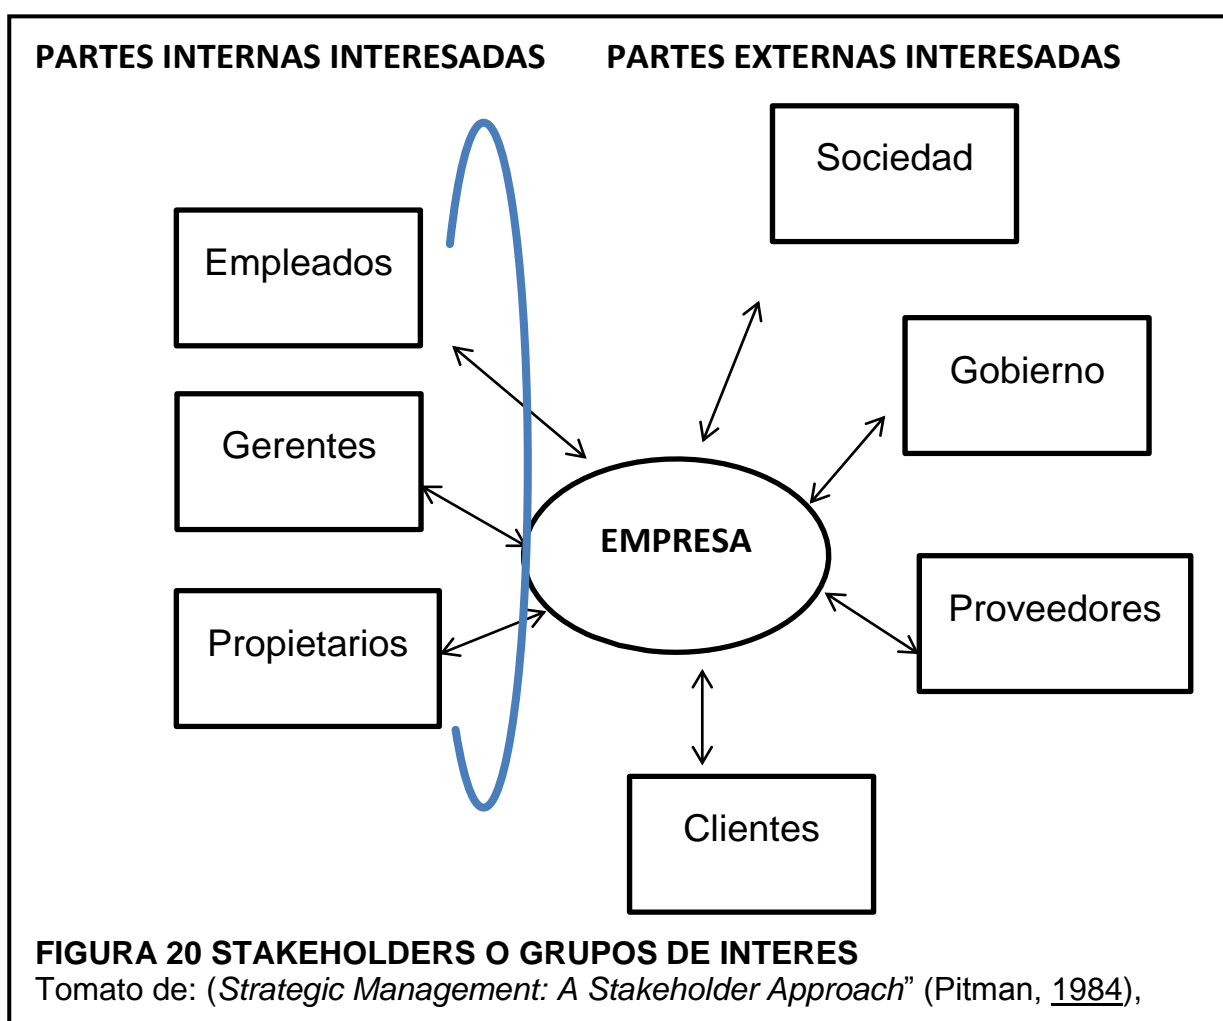 PARTES INTERNAS INTERESADAS
PARTES EXTERNAS INTERESADAS
Sociedad
Empleados
Gobierno
Gerentes
EMPRESA
Proveedores
Propietarios
Clientes
FIGURA 20 STAKEHOLDERS O GRUPOS DE INTERES
Tomato de: (Strategic Management: A Stakeholder Approach” (Pitman, 1984),